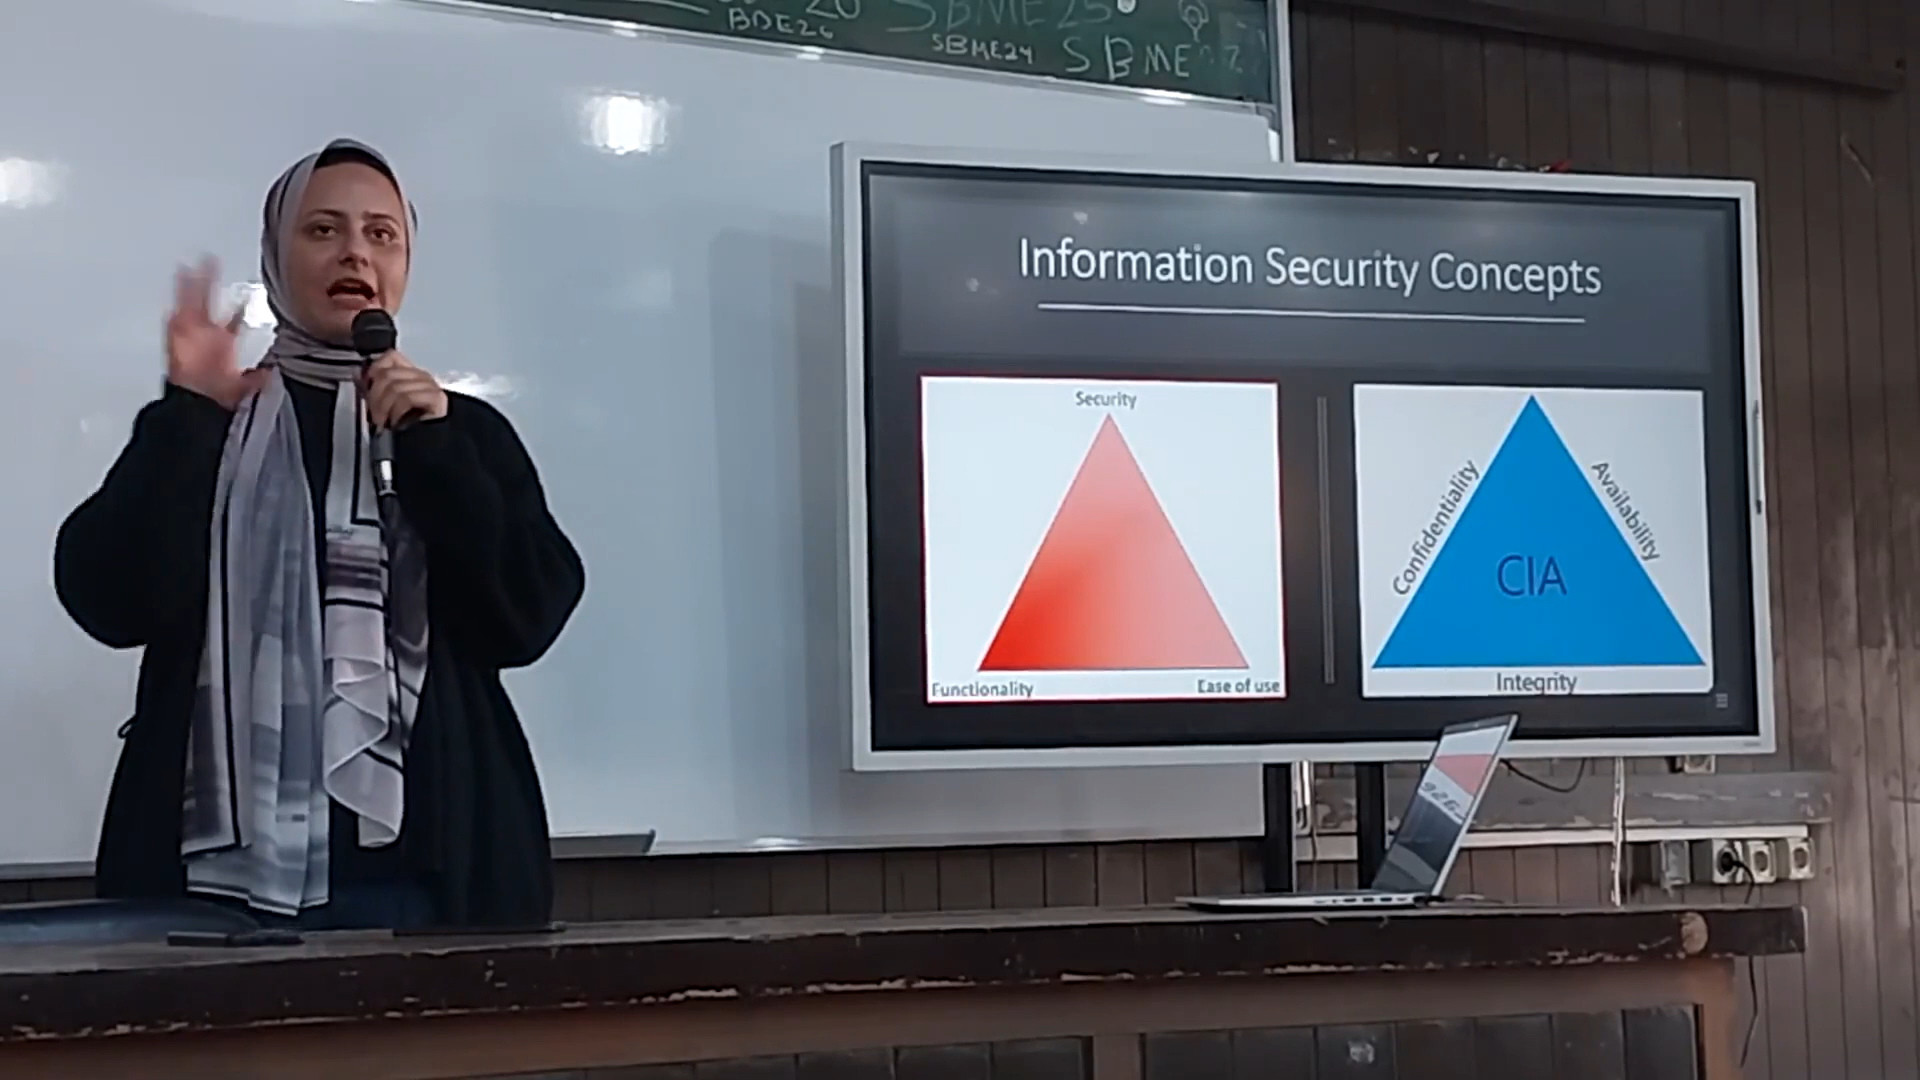 SBME25
BDE26
SBME24
SBME
Information Security Concepts
Security
Functionality
Ease of use
Confidentiality
Availability
CIA
Integrity